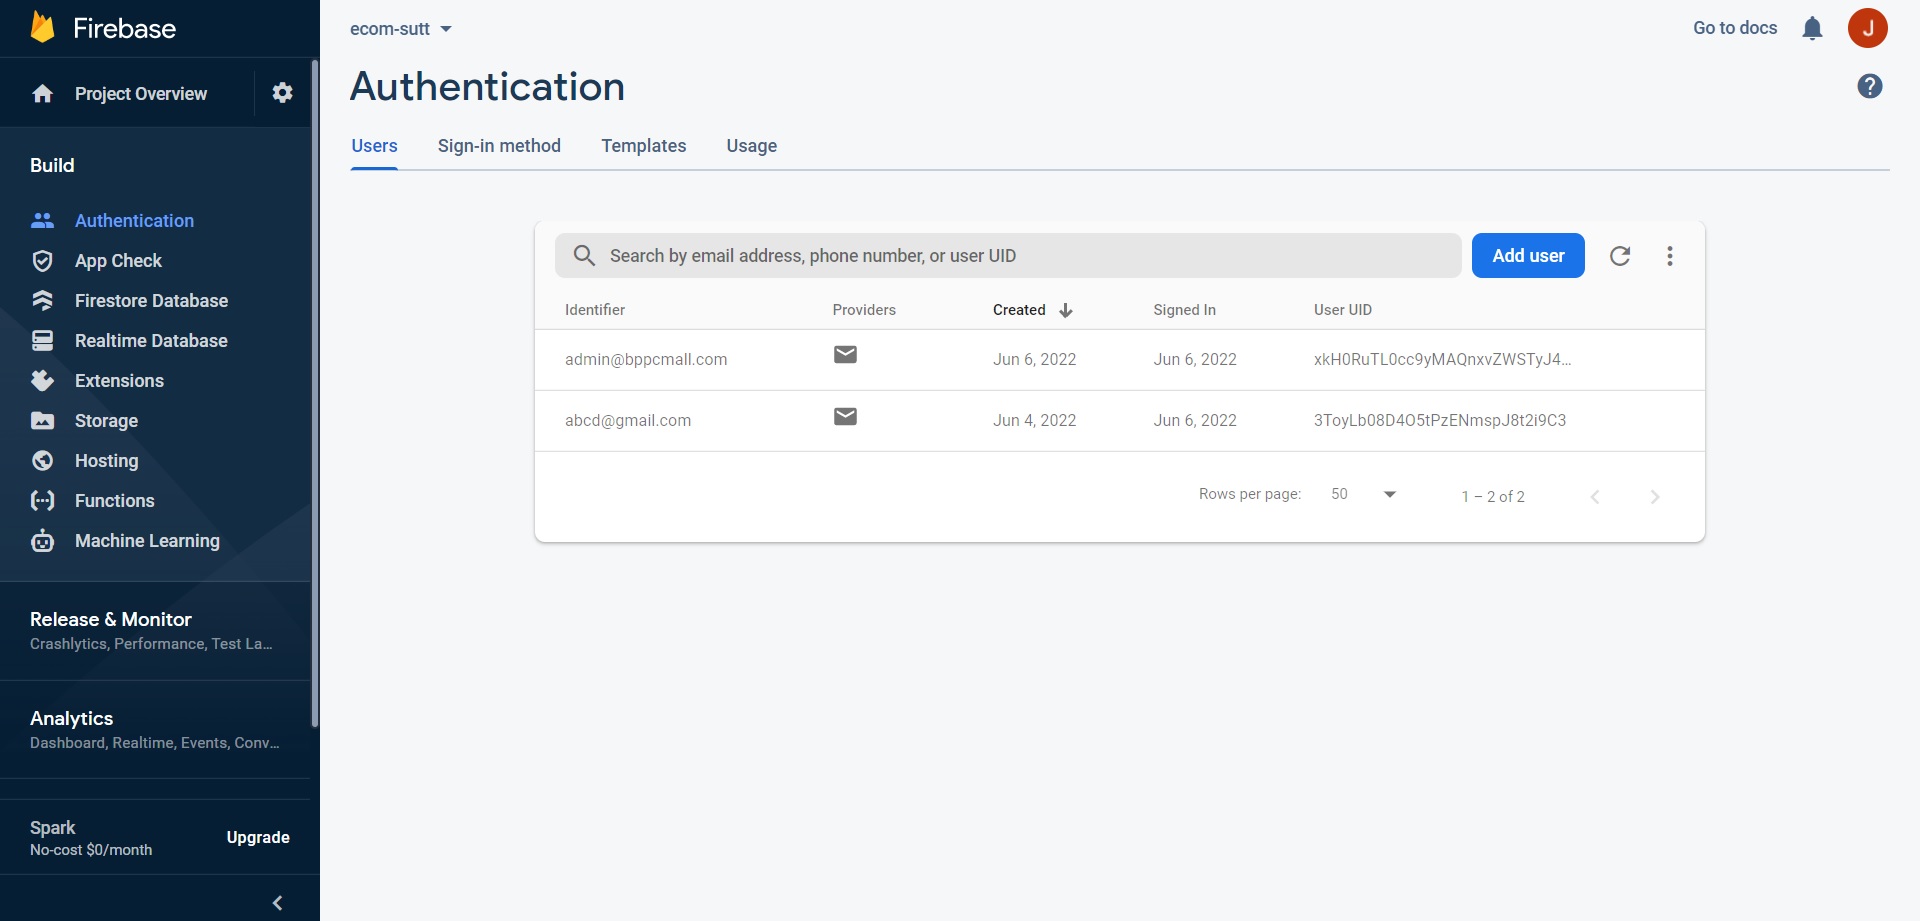 Firebase
Project Overview
Build
Authentication
App Check
Firestore Database
Realtime Database
Extensions
Storage
Hosting
Functions
Machine Learning
Release & Monitor
Crashlytics, Performance, Test La...
Analytics
Dashboard, Realtime, Events, Conv...
Spark
No-cost $0/month
Upgrade
ecom-sutt
Go to docs
J
Authentication
Users Sign-in method Templates Usage
Search by email address, phone number, or user UID
Add user
Identifier Providers Created Signed In User UID
admin@bppcmall.com Jun 6, 2022 Jun 6, 2022 xkH0RuTL0cc9yMAQnxvZWSTyJ4...
abcd@gmail.com Jun 4, 2022 Jun 6, 2022 3ToyLb08D4O5tPzENmspJ8t2i9C3
Rows per page: 50 1 – 2 of 2